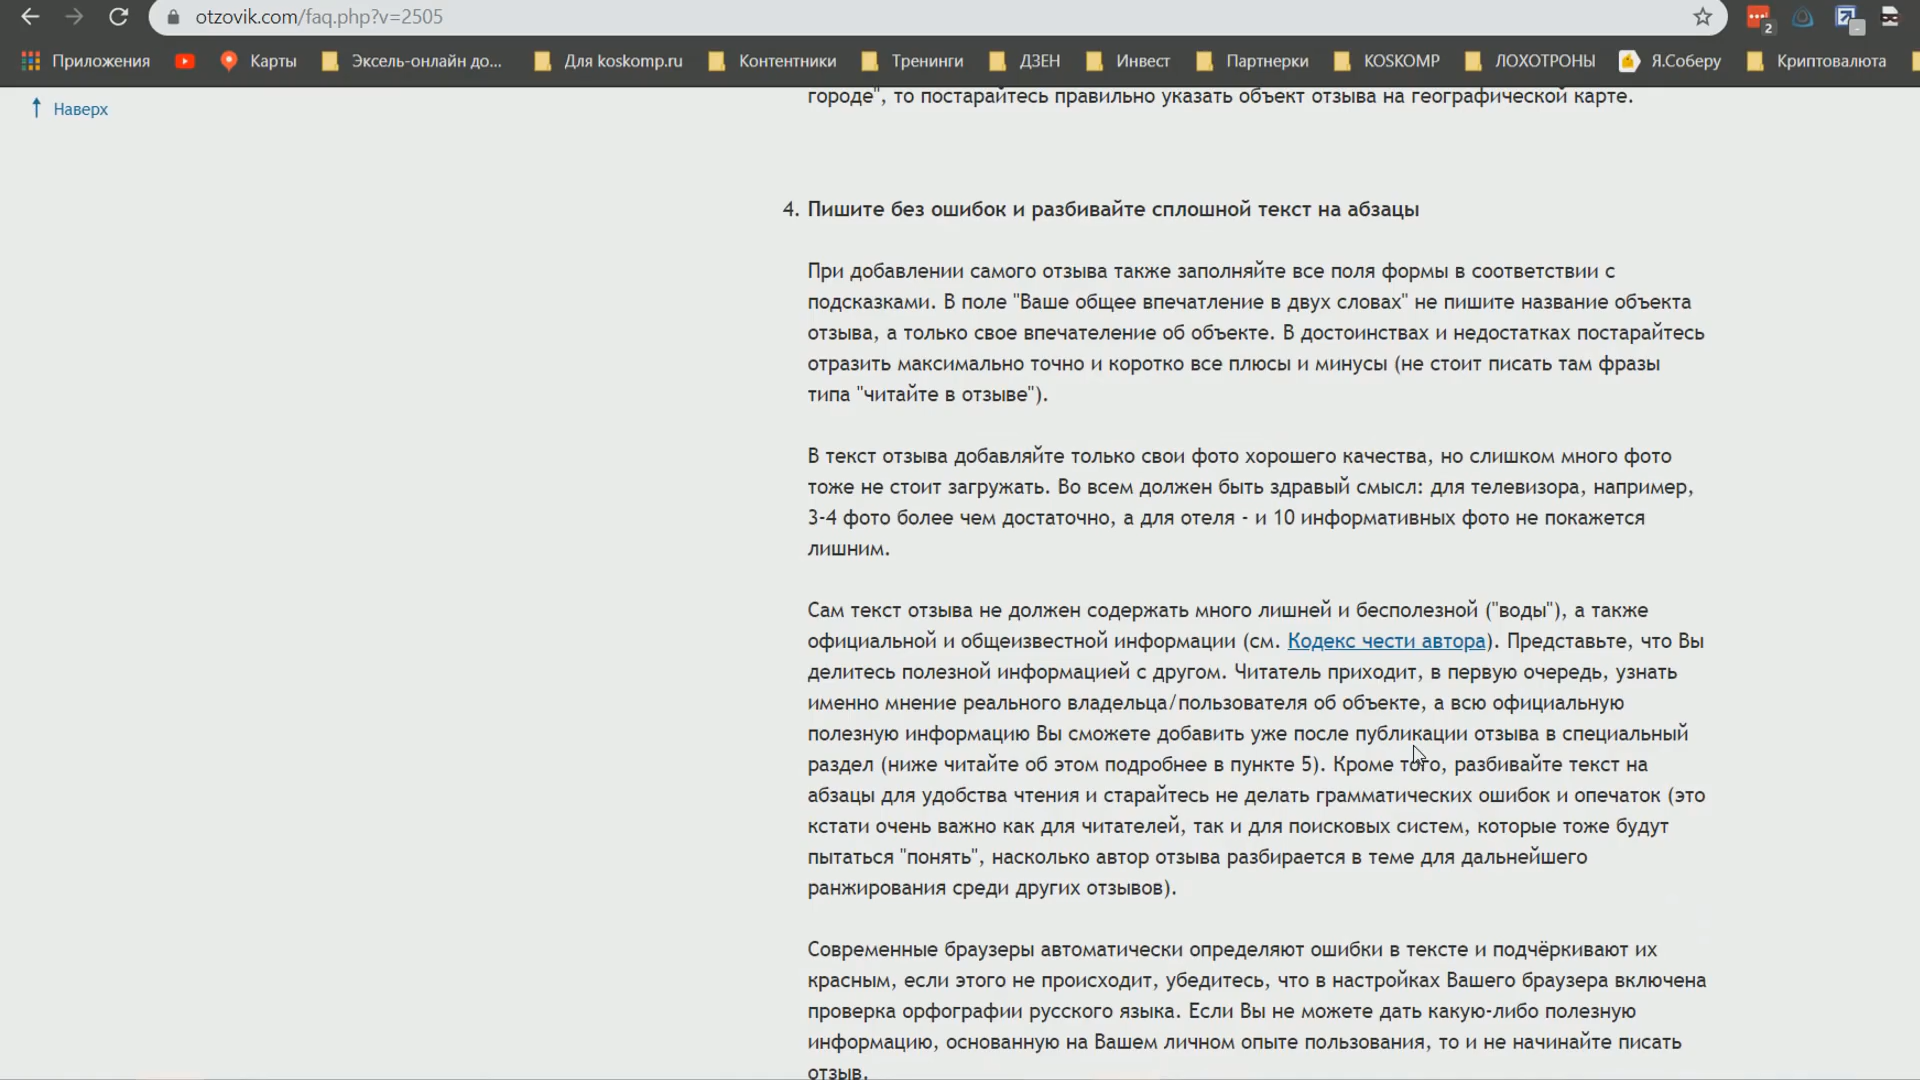 otzovik.com/faq.php?v=2505
2
Приложения
Карты
Эксель-онлайн до...
Для koskomp.ru
Контентники
Тренинги
ДЗЕН
Инвест
Партнерки
KOSKOMP
ЛОХОТРОНЫ
Я.Соберу
Криптовалюта
Наверх
городе", то постарайтесь правильно указать объект отзыва на географической карте.
4. Пишите без ошибок и разбивайте сплошной текст на абзацы
При добавлении самого отзыва также заполняйте все поля формы в соответствии с
подсказками. В поле "Ваше общее впечатление в двух словах" не пишите название объекта
отзыва, а только свое впечателение об объекте. В достоинствах и недостатках постарайтесь
отразить максимально точно и коротко все плюсы и минусы (не стоит писать там фразы
типа "читайте в отзыве").
В текст отзыва добавляйте только свои фото хорошего качества, но слишком много фото
тоже не стоит загружать. Во всем должен быть здравый смысл: для телевизора, например,
3-4 фото более чем достаточно, а для отеля - и 10 информативных фото не покажется
лишним.
Сам текст отзыва не должен содержать много лишней и бесполезной ("воды"), а также
официальной и общеизвестной информации (см. Кодекс чести автора). Представьте, что Вы
делитесь полезной информацией с другом. Читатель приходит, в первую очередь, узнать
именно мнение реального владельца/пользователя об объекте, а всю официальную
полезную информацию Вы сможете добавить уже после публикации отзыва в специальный
раздел (ниже читайте об этом подробнее в пункте 5). Кроме того, разбивайте текст на
абзацы для удобства чтения и старайтесь не делать грамматических ошибок и опечаток (это
кстати очень важно как для читателей, так и для поисковых систем, которые тоже будут
пытаться "понять", насколько автор отзыва разбирается в теме для дальнейшего
ранжирования среди других отзывов).
Современные браузеры автоматически определяют ошибки в тексте и подчёркивают их
красным, если этого не происходит, убедитесь, что в настройках Вашего браузера включена
проверка орфографии русского языка. Если Вы не можете дать какую-либо полезную
информацию, основанную на Вашем личном опыте пользования, то и не начинайте писать
отзыв.